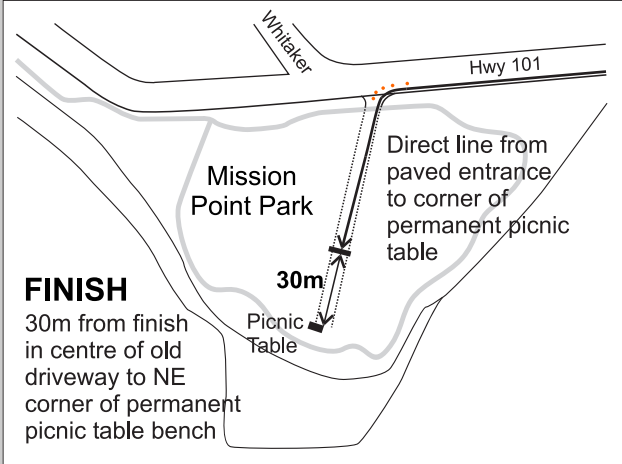 Whitaker
Hwy 101
Mission
Point Park
Direct line from
paved entrance
to corner of
permanent picnic
table
30m
FINISH
30m from finish
in centre of old
driveway to NE
corner of permanent
picnic table bench
Picnic
Table